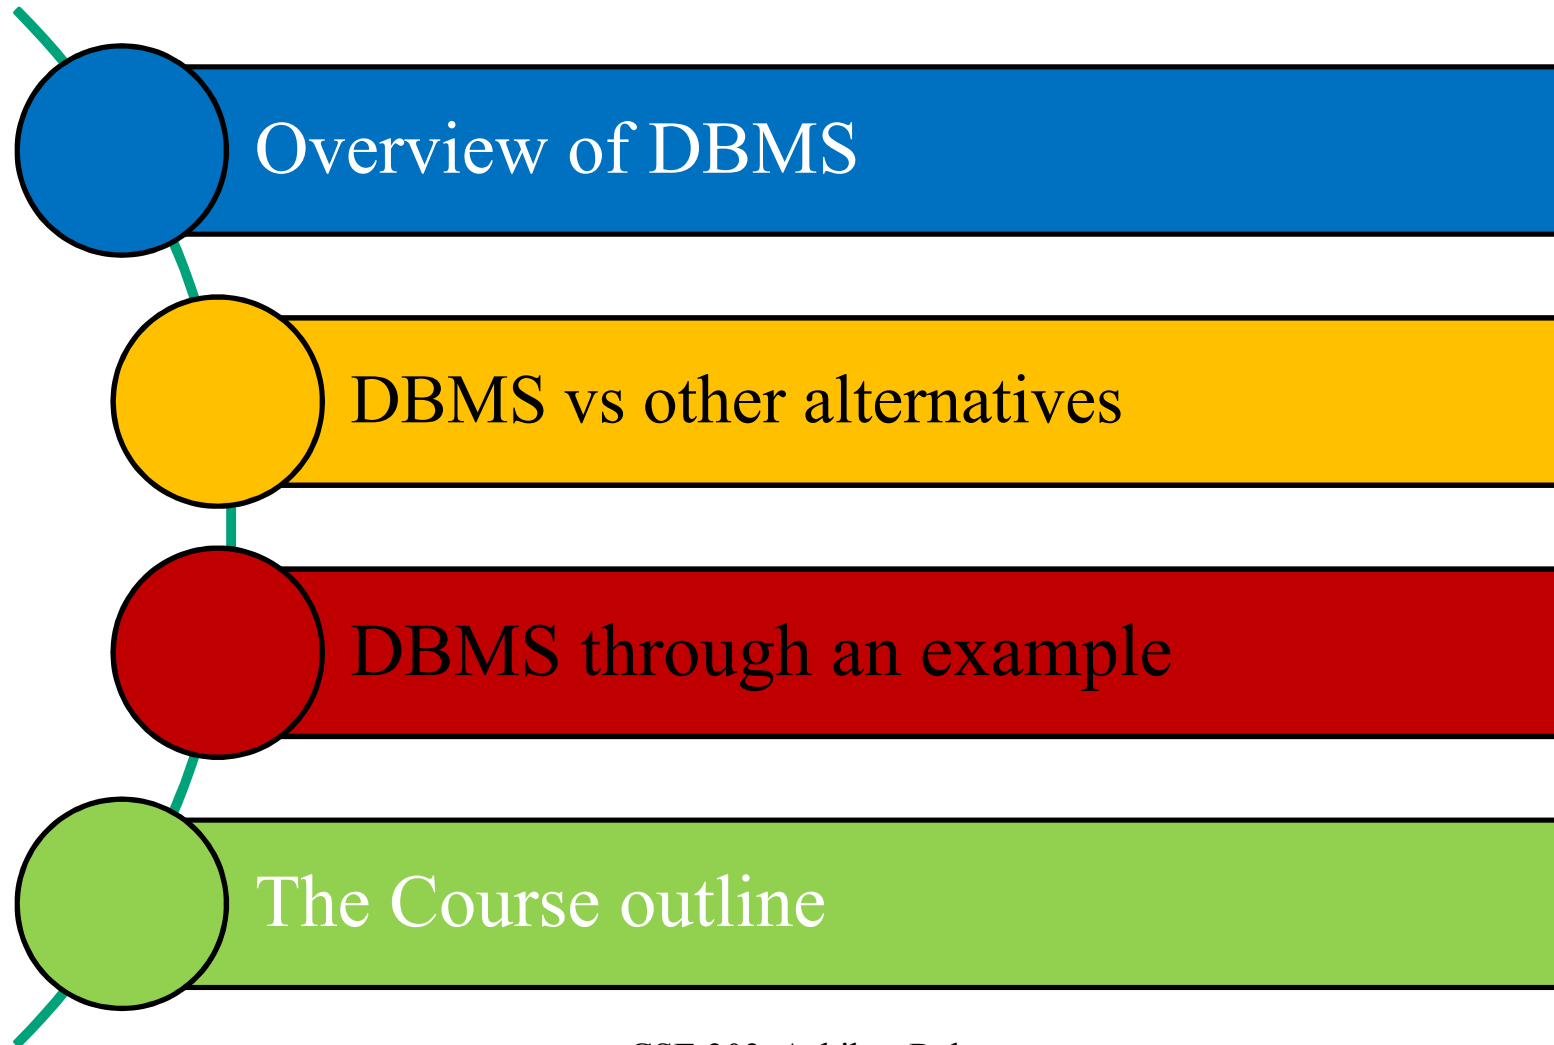 Overview of DBMS
DBMS vs other alternatives
DBMS through an example
The Course outline